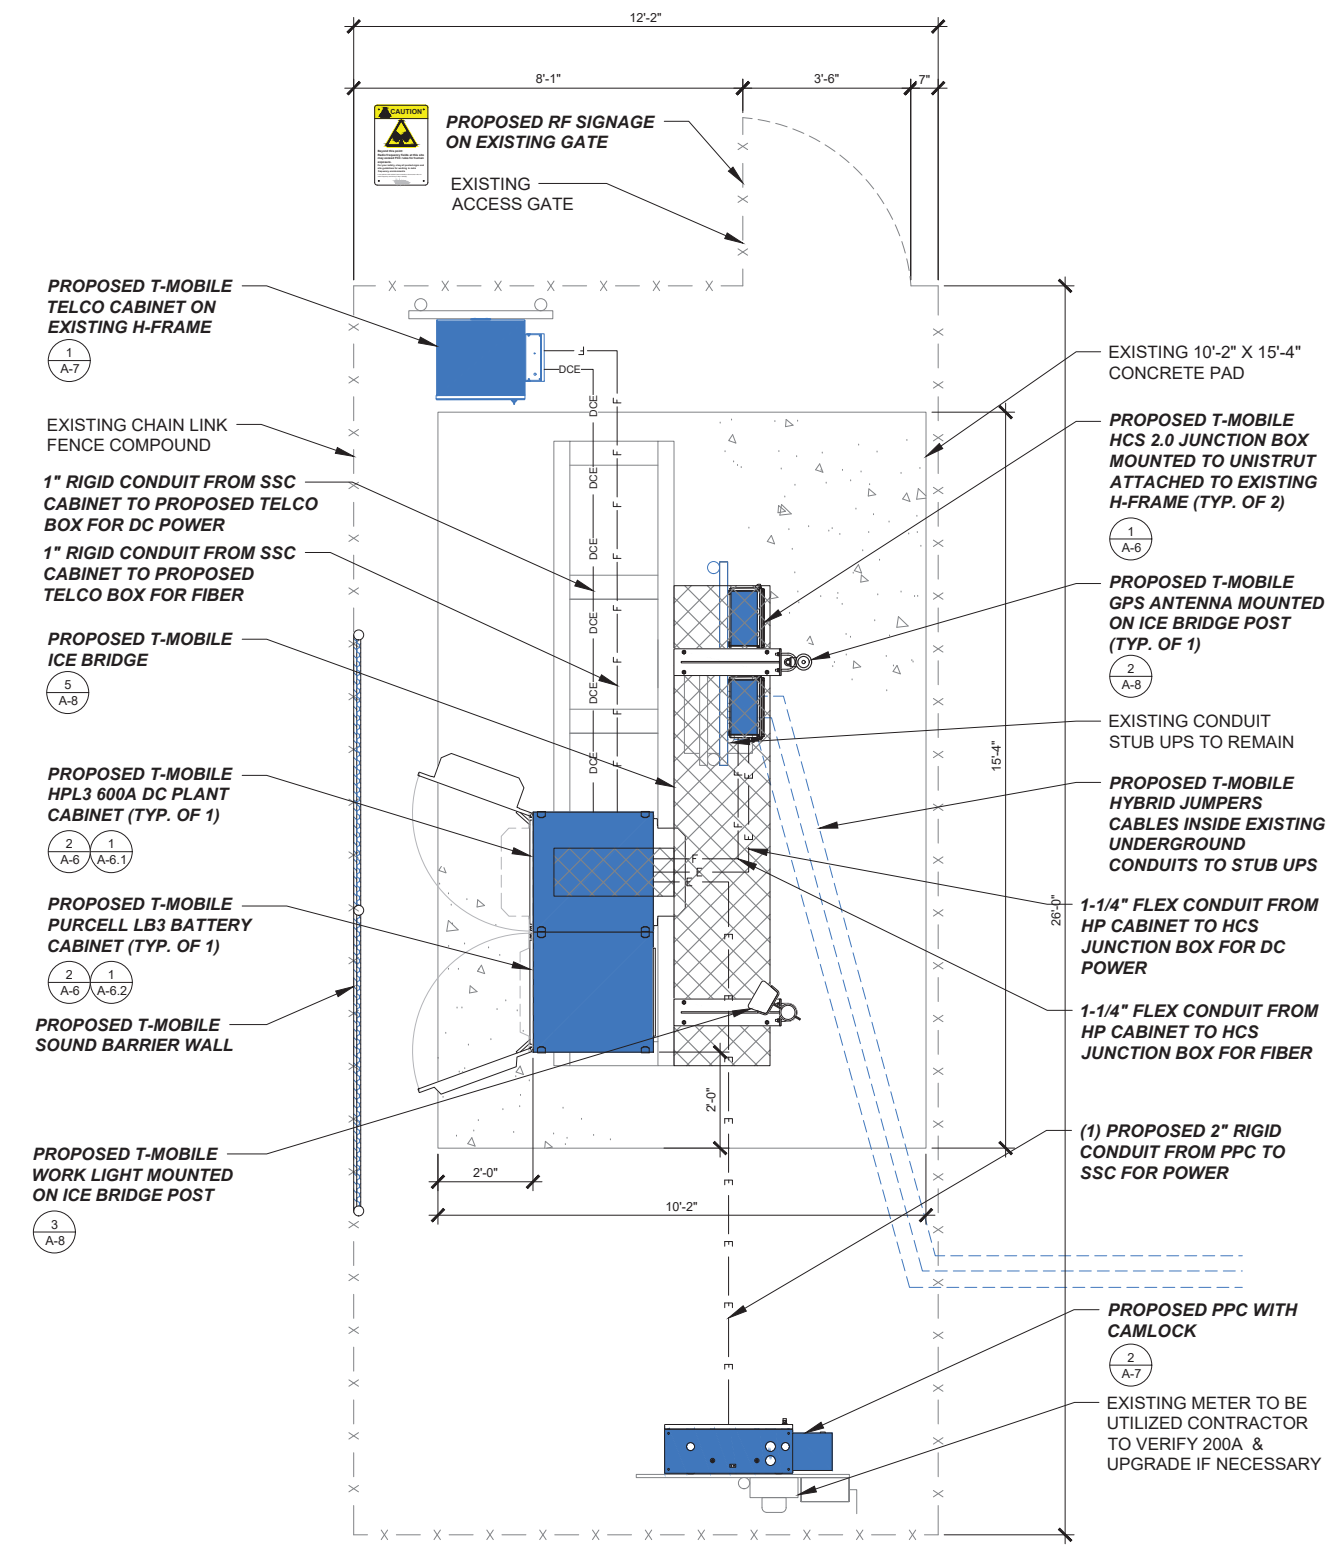 12'-2"
8'-1"
3'-6"
7"
CAUTION
PROPOSED RF SIGNAGE
ON EXISTING GATE
EXISTING
ACCESS GATE
PROPOSED T-MOBILE
TELCO CABINET ON
EXISTING H-FRAME
1
A-7
EXISTING CHAIN LINK
FENCE COMPOUND
1" RIGID CONDUIT FROM SSC
CABINET TO PROPOSED TELCO
BOX FOR DC POWER
1" RIGID CONDUIT FROM SSC
CABINET TO PROPOSED
TELCO BOX FOR FIBER
PROPOSED T-MOBILE
ICE BRIDGE
5
A-8
PROPOSED T-MOBILE
HPL3 600A DC PLANT
CABINET (TYP. OF 1)
2
A-6
1
A-6.1
PROPOSED T-MOBILE
PURCELL LB3 BATTERY
CABINET (TYP. OF 1)
2
A-6
1
A-6.2
PROPOSED T-MOBILE
SOUND BARRIER WALL
PROPOSED T-MOBILE
WORK LIGHT MOUNTED
ON ICE BRIDGE POST
3
A-8
F
DCE
DCE
F
F
DCE
F
DCE
F
DCE
F
DCE
F
DCE
F
F
E
F
E
F
E
F
E
E
E
E
E
E
E
E
2'-0"
2'-0"
10'-2"
15'-4"
26'-0"
EXISTING 10'-2" X 15'-4"
CONCRETE PAD
PROPOSED T-MOBILE
HCS 2.0 JUNCTION BOX
MOUNTED TO UNISTRUT
ATTACHED TO EXISTING
H-FRAME (TYP. OF 2)
1
A-6
PROPOSED T-MOBILE
GPS ANTENNA MOUNTED
ON ICE BRIDGE POST
(TYP. OF 1)
2
A-8
EXISTING CONDUIT
STUB UPS TO REMAIN
PROPOSED T-MOBILE
HYBRID JUMPERS
CABLES INSIDE EXISTING
UNDERGROUND
CONDUITS TO STUB UPS
1-1/4" FLEX CONDUIT FROM
HP CABINET TO HCS
JUNCTION BOX FOR DC
POWER
1-1/4" FLEX CONDUIT FROM
HP CABINET TO HCS
JUNCTION BOX FOR FIBER
(1) PROPOSED 2" RIGID
CONDUIT FROM PPC TO
SSC FOR POWER
PROPOSED PPC WITH
CAMLOCK
2
A-7
EXISTING METER TO BE
UTILIZED CONTRACTOR
TO VERIFY 200A &
UPGRADE IF NECESSARY